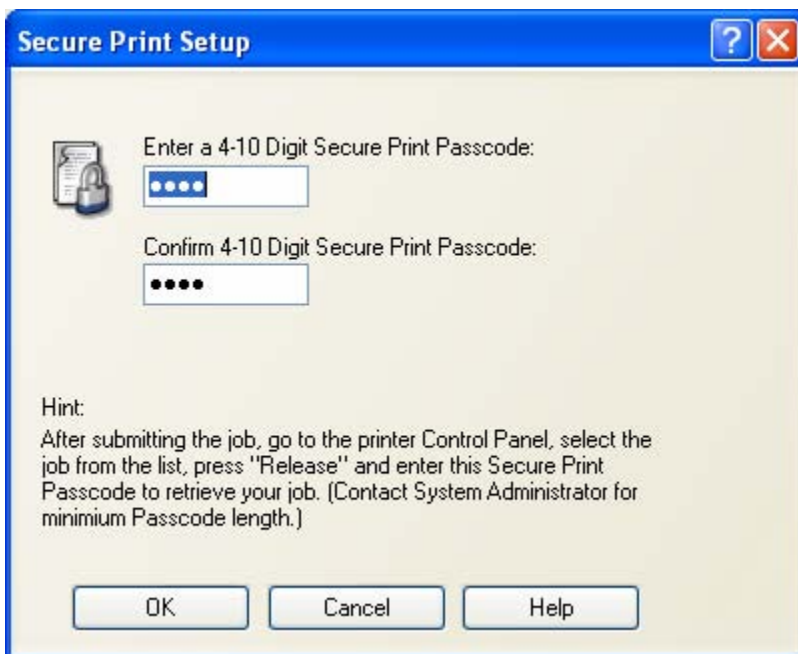 Secure Print Setup
Enter a 4-10 Digit Secure Print Passcode:
••••
Confirm 4-10 Digit Secure Print Passcode:
••••
Hint:
After submitting the job, go to the printer Control Panel, select the
job from the list, press "Release" and enter this Secure Print
Passcode to retrieve your job. (Contact System Administrator for
minimium Passcode length.)
OK Cancel Help